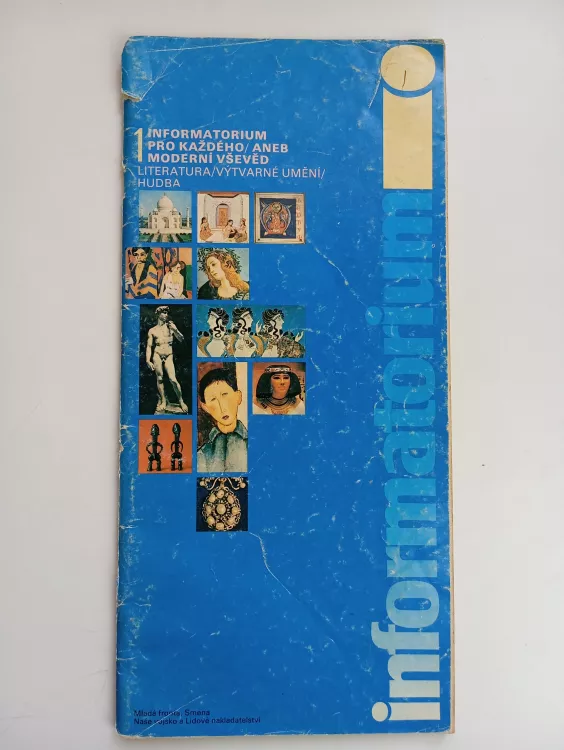 1 INFORMATORIUM
PRO KAŽDÉHO/ANEB
MODERNÍ VŠEVĚD
LITERATURA/VÝTVARNÉ UMĚNÍ/
HUDBA
informatorium
i
Mladá fronta, Smena
Naše vojsko a Lidové nakladatelství